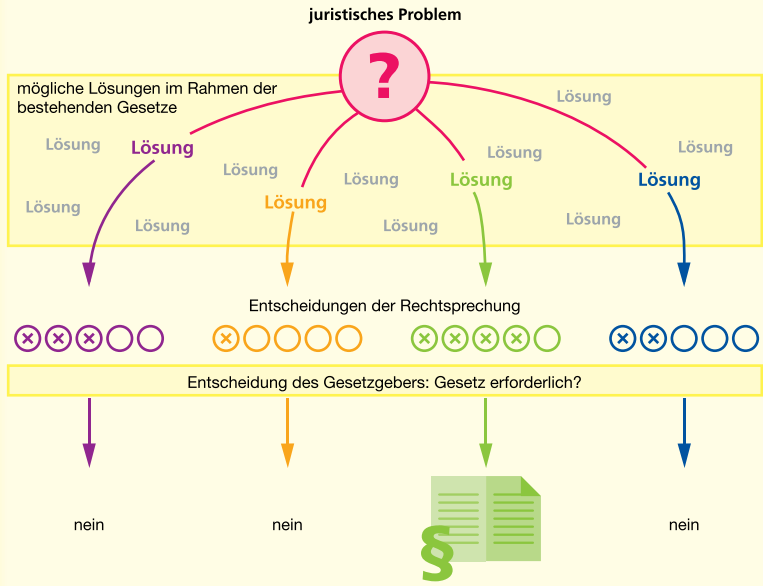 juristisches Problem
?
mögliche Lösungen im Rahmen der
bestehenden Gesetze
Lösung
Lösung
Lösung
Lösung
Lösung
Lösung
Lösung
Lösung
Lösung
Lösung
Lösung
Lösung
Lösung
Lösung
Entscheidungen der Rechtsprechung
Entscheidung des Gesetzgebers: Gesetz erforderlich?
nein
nein
§
nein